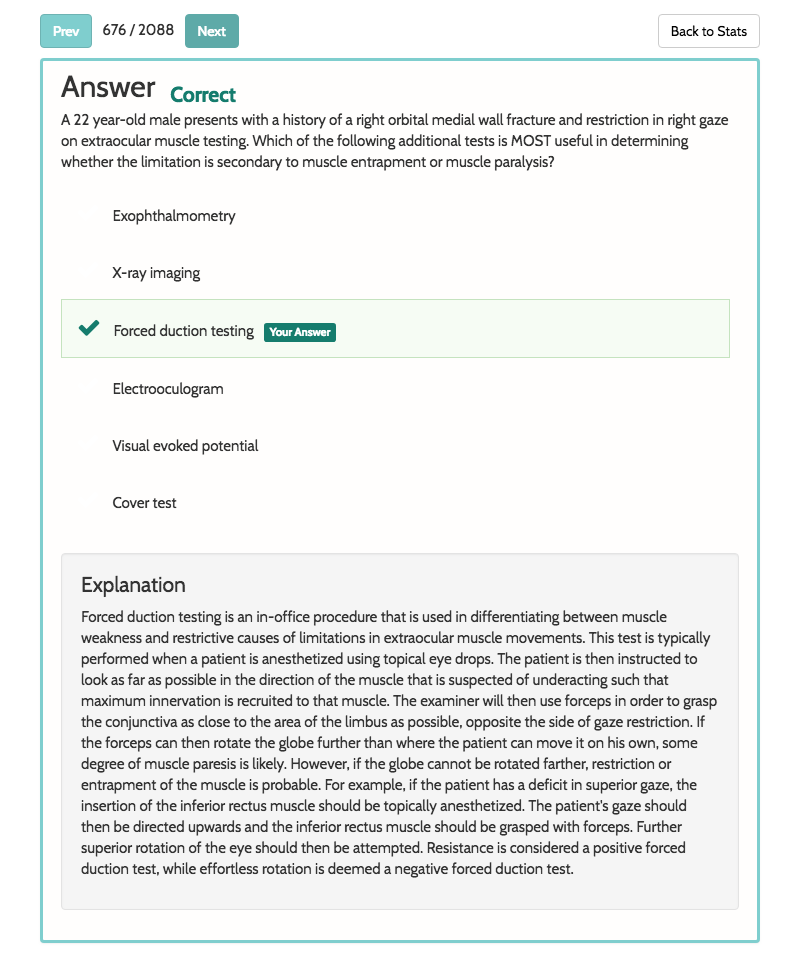 Prev 676 / 2088 Next Back to Stats
Answer Correct
A 22 year-old male presents with a history of a right orbital medial wall fracture and restriction in right gaze
on extraocular muscle testing. Which of the following additional tests is MOST useful in determining
whether the limitation is secondary to muscle entrapment or muscle paralysis?
Exophthalmometry
X-ray imaging
Forced duction testing Your Answer
Electrooculogram
Visual evoked potential
Cover test
Explanation
Forced duction testing is an in-office procedure that is used in differentiating between muscle
weakness and restrictive causes of limitations in extraocular muscle movements. This test is typically
performed when a patient is anesthetized using topical eye drops. The patient is then instructed to
look as far as possible in the direction of the muscle that is suspected of underacting such that
maximum innervation is recruited to that muscle. The examiner will then use forceps in order to grasp
the conjunctiva as close to the area of the limbus as possible, opposite the side of gaze restriction. If
the forceps can then rotate the globe further than where the patient can move it on his own, some
degree of muscle paresis is likely. However, if the globe cannot be rotated farther, restriction or
entrapment of the muscle is probable. For example, if the patient has a deficit in superior gaze, the
insertion of the inferior rectus muscle should be topically anesthetized. The patient's gaze should
then be directed upwards and the inferior rectus muscle should be grasped with forceps. Further
superior rotation of the eye should then be attempted. Resistance is considered a positive forced
duction test, while effortless rotation is deemed a negative forced duction test.